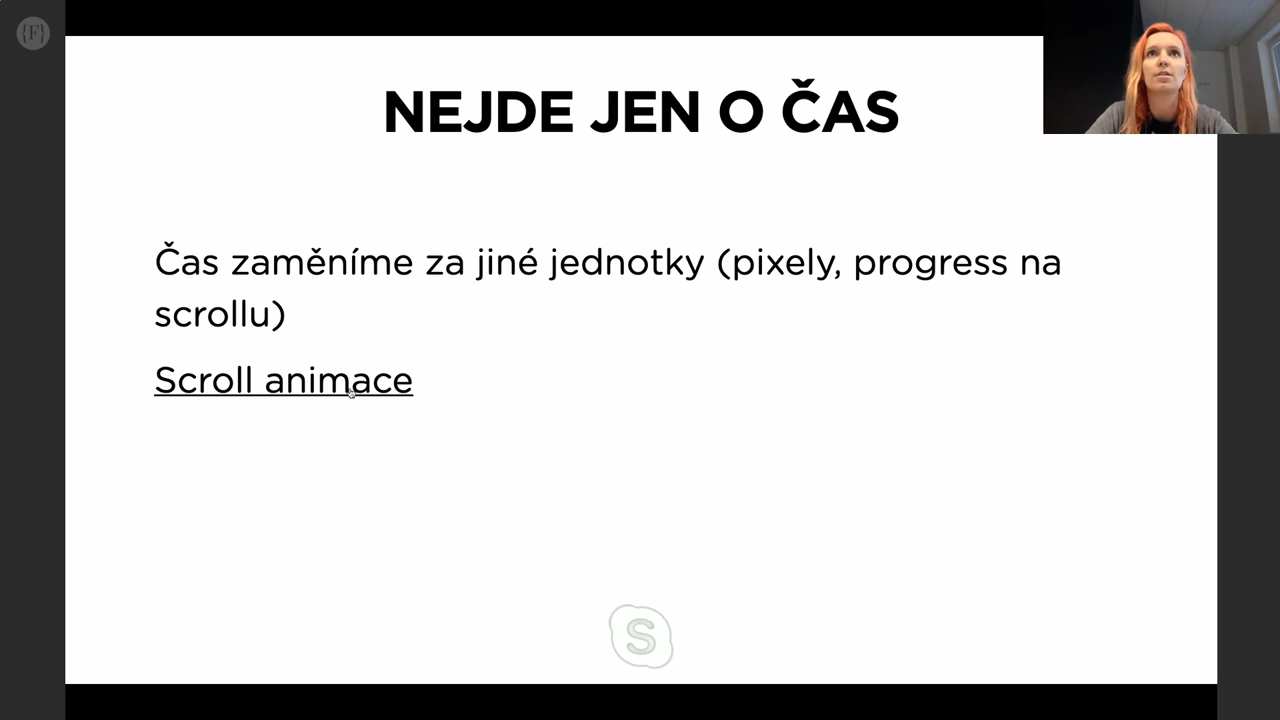 {F}
NEJDE JEN O ČAS
Čas zaměníme za jiné jednotky (pixely, progress na
scrollu)
Scroll animace
S